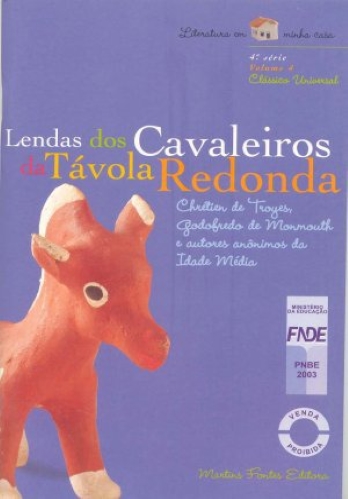 Literatura em minha casa
4ª série
Volume 4
Clássico Universal
Lendas dos Cavaleiros
da Távola Redonda
Chrétien de Troyes,
Godofredo de Monmouth
e autores anônimos da
Idade Média
MINISTÉRIO
DA EDUCAÇÃO
FNDE
PNBE
2003
VENDA
PROIBIDA
Martins Fontes Editora